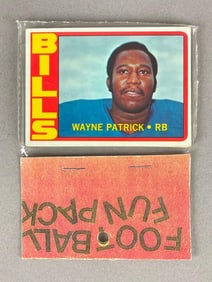 BILLS
WAYNE PATRICK • RB
FOOTBALL
FUN PACK